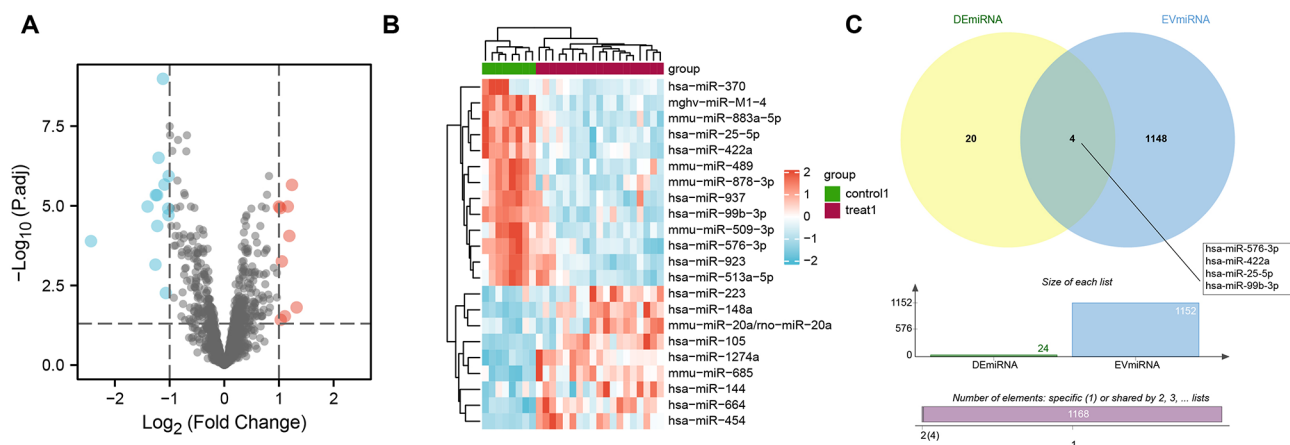 A
−Log10 (P.adj)
7.5
5.0
2.5
0.0
−2
−1
0
1
2
Log2 (Fold Change)
B
group
hsa−miR−370
mghv−miR−M1−4
mmu−miR−883a−5p
hsa−miR−25−5p
hsa−miR−422a
mmu−miR−489
mmu−miR−878−3p
hsa−miR−937
hsa−miR−99b−3p
mmu−miR−509−3p
hsa−miR−576−3p
hsa−miR−923
hsa−miR−513a−5p
hsa−miR−223
hsa−miR−148a
mmu−miR−20a/rno−miR−20a
hsa−miR−105
hsa−miR−1274a
mmu−miR−685
hsa−miR−144
hsa−miR−664
hsa−miR−454
2
1
0
−1
−2
group
control1
treat1
C
DEmiRNA
EVmiRNA
20
4
1148
hsa-miR-576-3p
hsa-miR-422a
hsa-miR-25-5p
hsa-miR-99b-3p
Size of each list
1152
576
0
24
1152
DEmiRNA
EVmiRNA
Number of elements: specific (1) or shared by 2, 3, ... lists
1168
2(4)
1